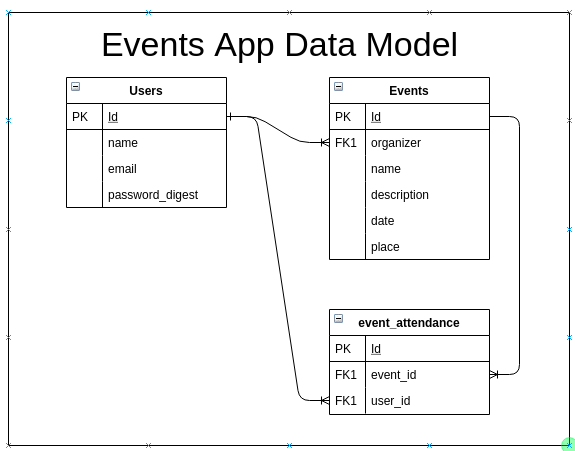 Events App Data Model
Users
PK Id
name
email
password_digest
Events
PK Id
FK1 organizer
name
description
date
place
event_attendance
PK Id
FK1 event_id
FK1 user_id